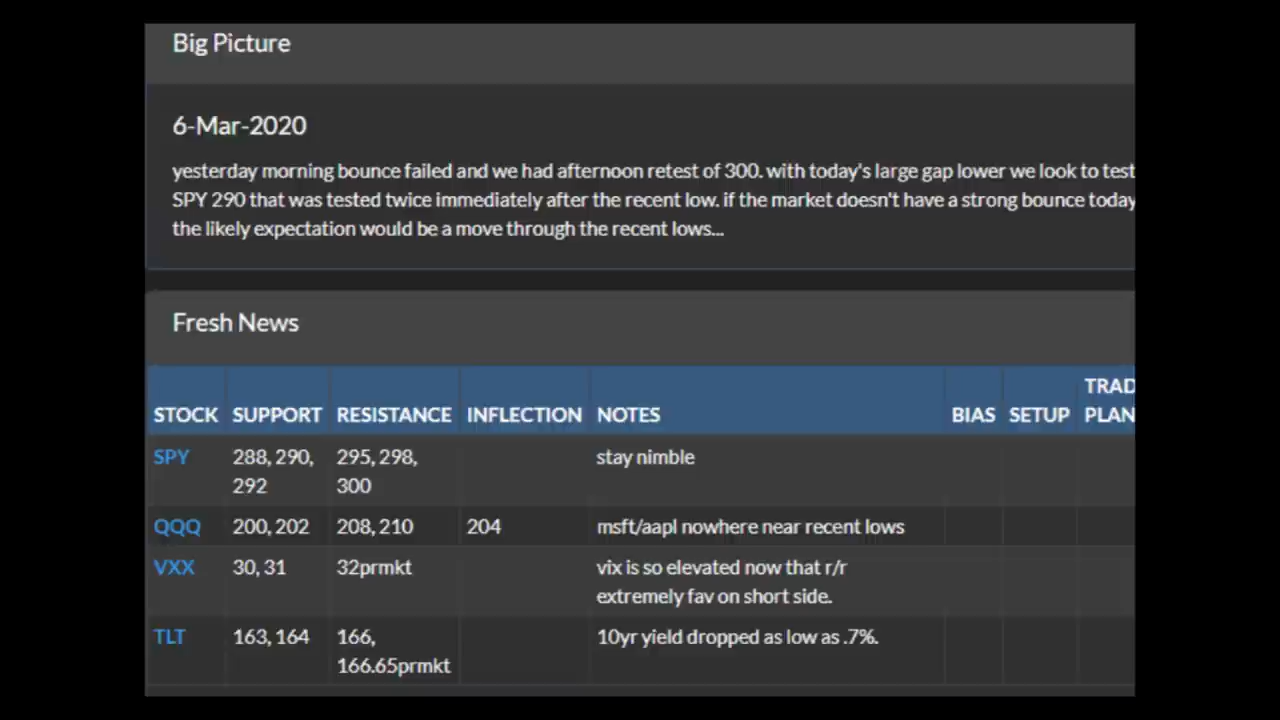 Big Picture
6-Mar-2020
yesterday morning bounce failed and we had afternoon retest of 300. with today's large gap lower we look to test
SPY 290 that was tested twice immediately after the recent low. if the market doesn't have a strong bounce today
the likely expectation would be a move through the recent lows...
Fresh News
STOCK SUPPORT RESISTANCE INFLECTION NOTES BIAS SETUP TRAD
PLAN
SPY 288, 290, 295, 298, stay nimble
292 300
QQQ 200, 202 208, 210 204 msft/aapl nowhere near recent lows
VXX 30, 31 32prmkt vix is so elevated now that r/r
extremely fav on short side.
TLT 163, 164 166, 10yr yield dropped as low as .7%.
166.65prmkt